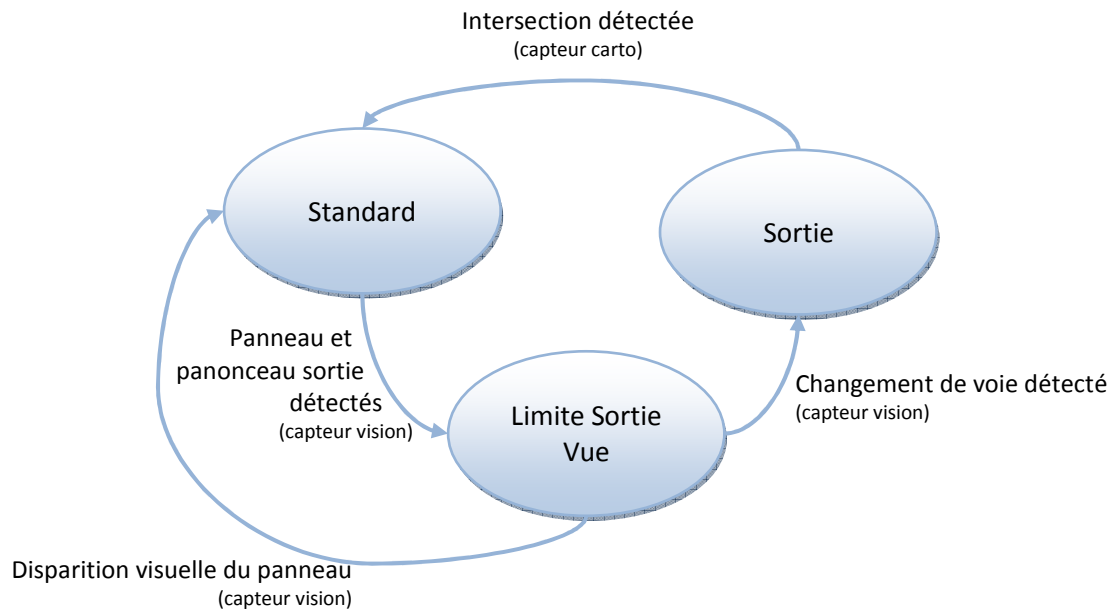 Intersection détectée
(capteur carto)
Standard
Sortie
Panneau et
panonceau sortie
détectés
(capteur vision)
Limite Sortie
Vue
Changement de voie détecté
(capteur vision)
Disparition visuelle du panneau
(capteur vision)